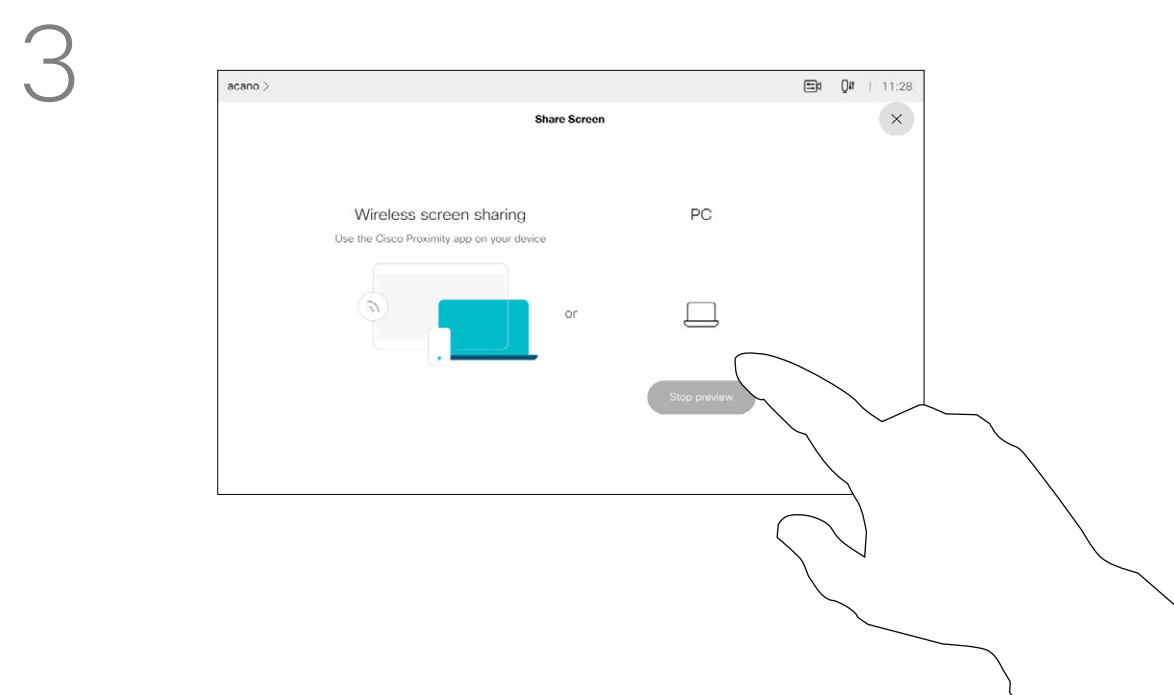 3
acano >
11:28
Share Screen
Wireless screen sharing
Use the Cisco Proximity app on your device
or
PC
Stop preview